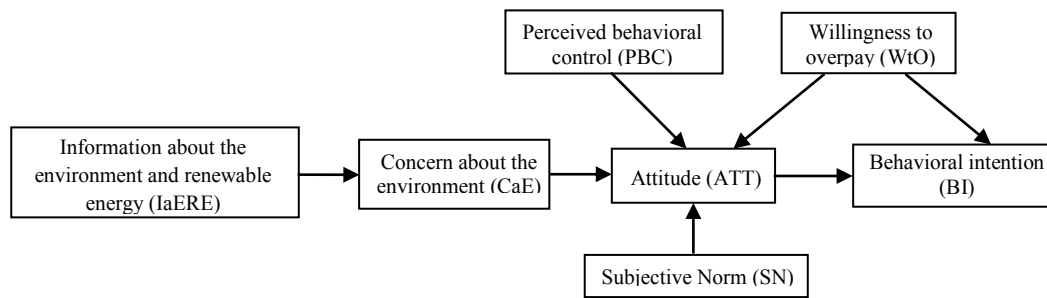 Perceived behavioral
control (PBC)
Willingness to
overpay (WtO)
Information about the
environment and renewable
energy (IaERE)
Concern about the
environment (CaE)
Attitude (ATT)
Behavioral intention
(BI)
Subjective Norm (SN)